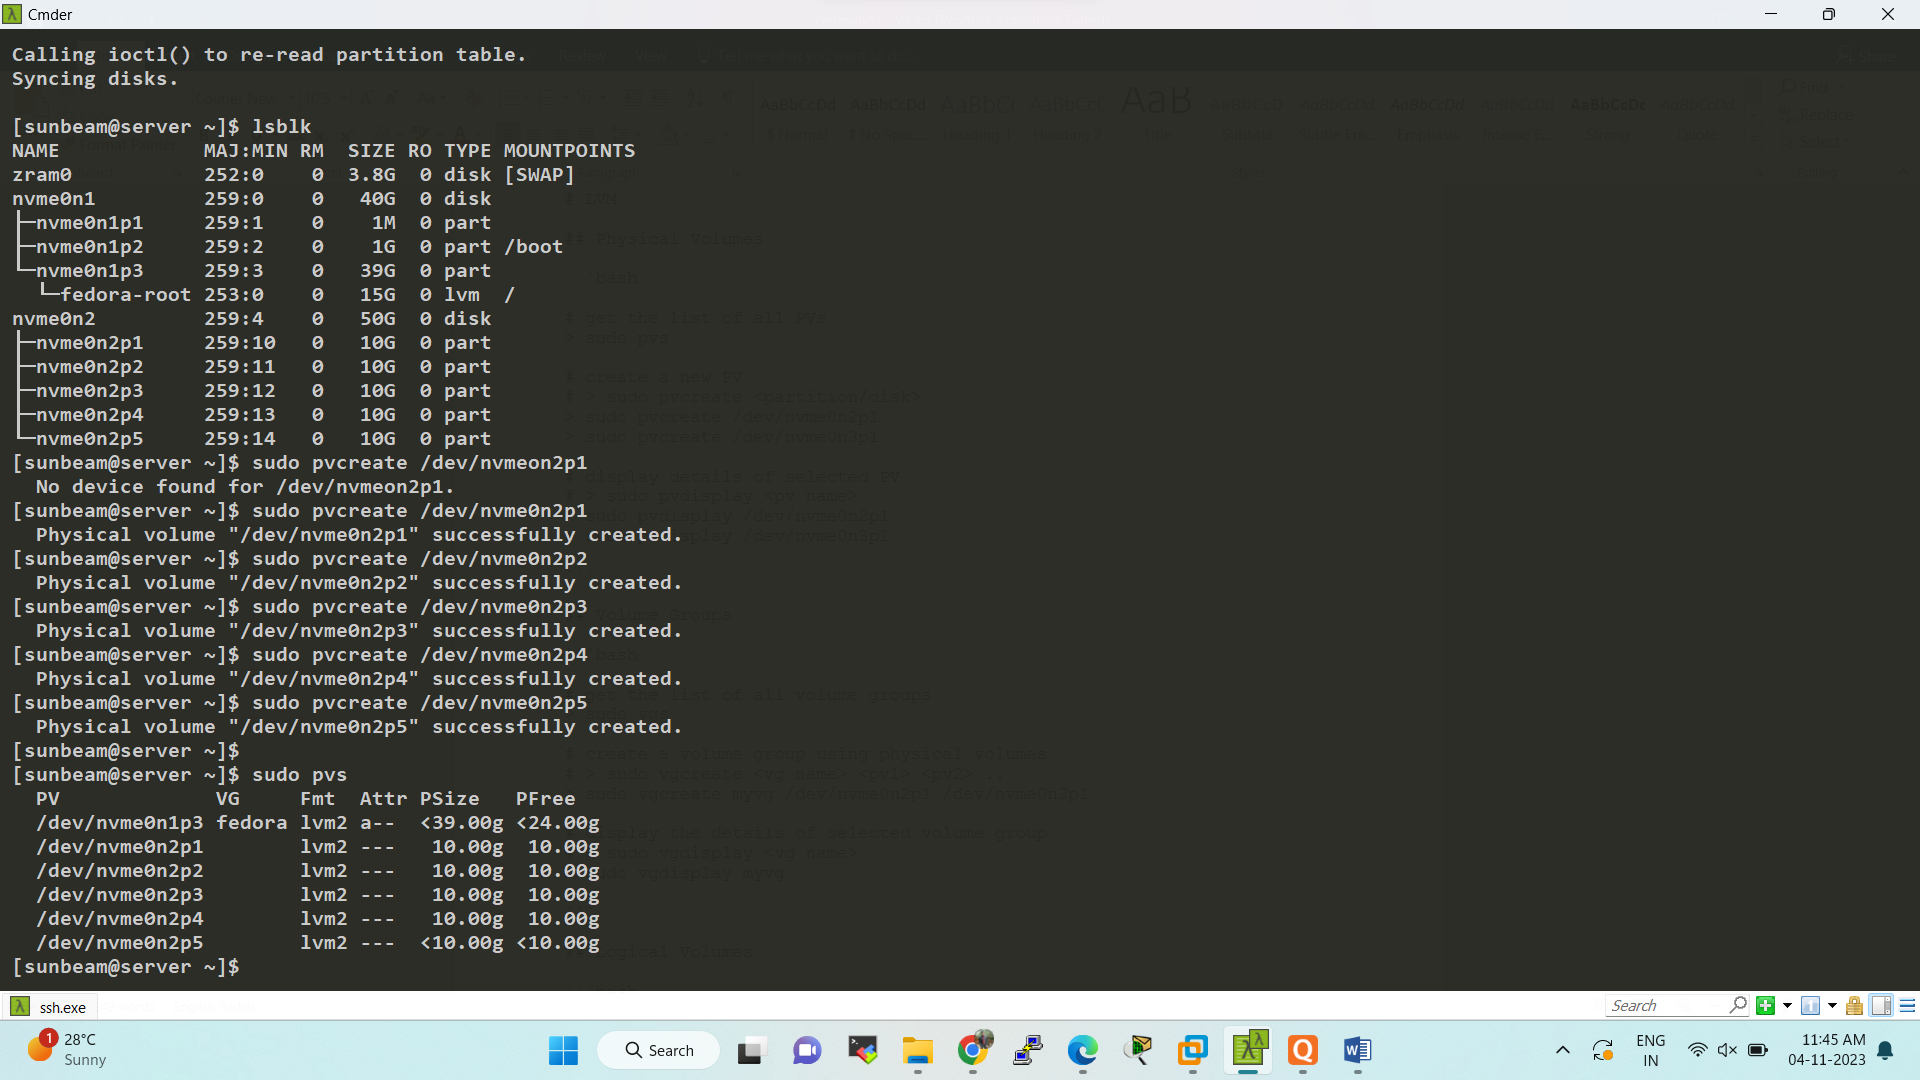 Cmder
Calling ioctl() to re-read partition table.
Syncing disks.
[sunbeam@server ~]$ lsblk
NAME            MAJ:MIN RM  SIZE RO TYPE MOUNTPOINTS
zram0           252:0    0  3.8G  0 disk [SWAP]
nvme0n1         259:0    0   40G  0 disk
├─nvme0n1p1     259:1    0    1M  0 part
├─nvme0n1p2     259:2    0    1G  0 part /boot
└─nvme0n1p3     259:3    0   39G  0 part
  └─fedora-root 253:0    0   15G  0 lvm  /
nvme0n2         259:4    0   50G  0 disk
├─nvme0n2p1     259:10   0   10G  0 part
├─nvme0n2p2     259:11   0   10G  0 part
├─nvme0n2p3     259:12   0   10G  0 part
├─nvme0n2p4     259:13   0   10G  0 part
└─nvme0n2p5     259:14   0   10G  0 part
[sunbeam@server ~]$ sudo pvcreate /dev/nvmeon2p1
  No device found for /dev/nvmeon2p1.
[sunbeam@server ~]$ sudo pvcreate /dev/nvme0n2p1
  Physical volume "/dev/nvme0n2p1" successfully created.
[sunbeam@server ~]$ sudo pvcreate /dev/nvme0n2p2
  Physical volume "/dev/nvme0n2p2" successfully created.
[sunbeam@server ~]$ sudo pvcreate /dev/nvme0n2p3
  Physical volume "/dev/nvme0n2p3" successfully created.
[sunbeam@server ~]$ sudo pvcreate /dev/nvme0n2p4
  Physical volume "/dev/nvme0n2p4" successfully created.
[sunbeam@server ~]$ sudo pvcreate /dev/nvme0n2p5
  Physical volume "/dev/nvme0n2p5" successfully created.
[sunbeam@server ~]$
[sunbeam@server ~]$ sudo pvs
  PV             VG     Fmt  Attr PSize   PFree
  /dev/nvme0n1p3 fedora lvm2 a--  <39.00g <24.00g
  /dev/nvme0n2p1        lvm2 ---   10.00g  10.00g
  /dev/nvme0n2p2        lvm2 ---   10.00g  10.00g
  /dev/nvme0n2p3        lvm2 ---   10.00g  10.00g
  /dev/nvme0n2p4        lvm2 ---   10.00g  10.00g
  /dev/nvme0n2p5        lvm2 ---  <10.00g <10.00g
[sunbeam@server ~]$
ssh.exe
Search
1
28°C
Sunny
Search
ENG
IN
11:45 AM
04-11-2023